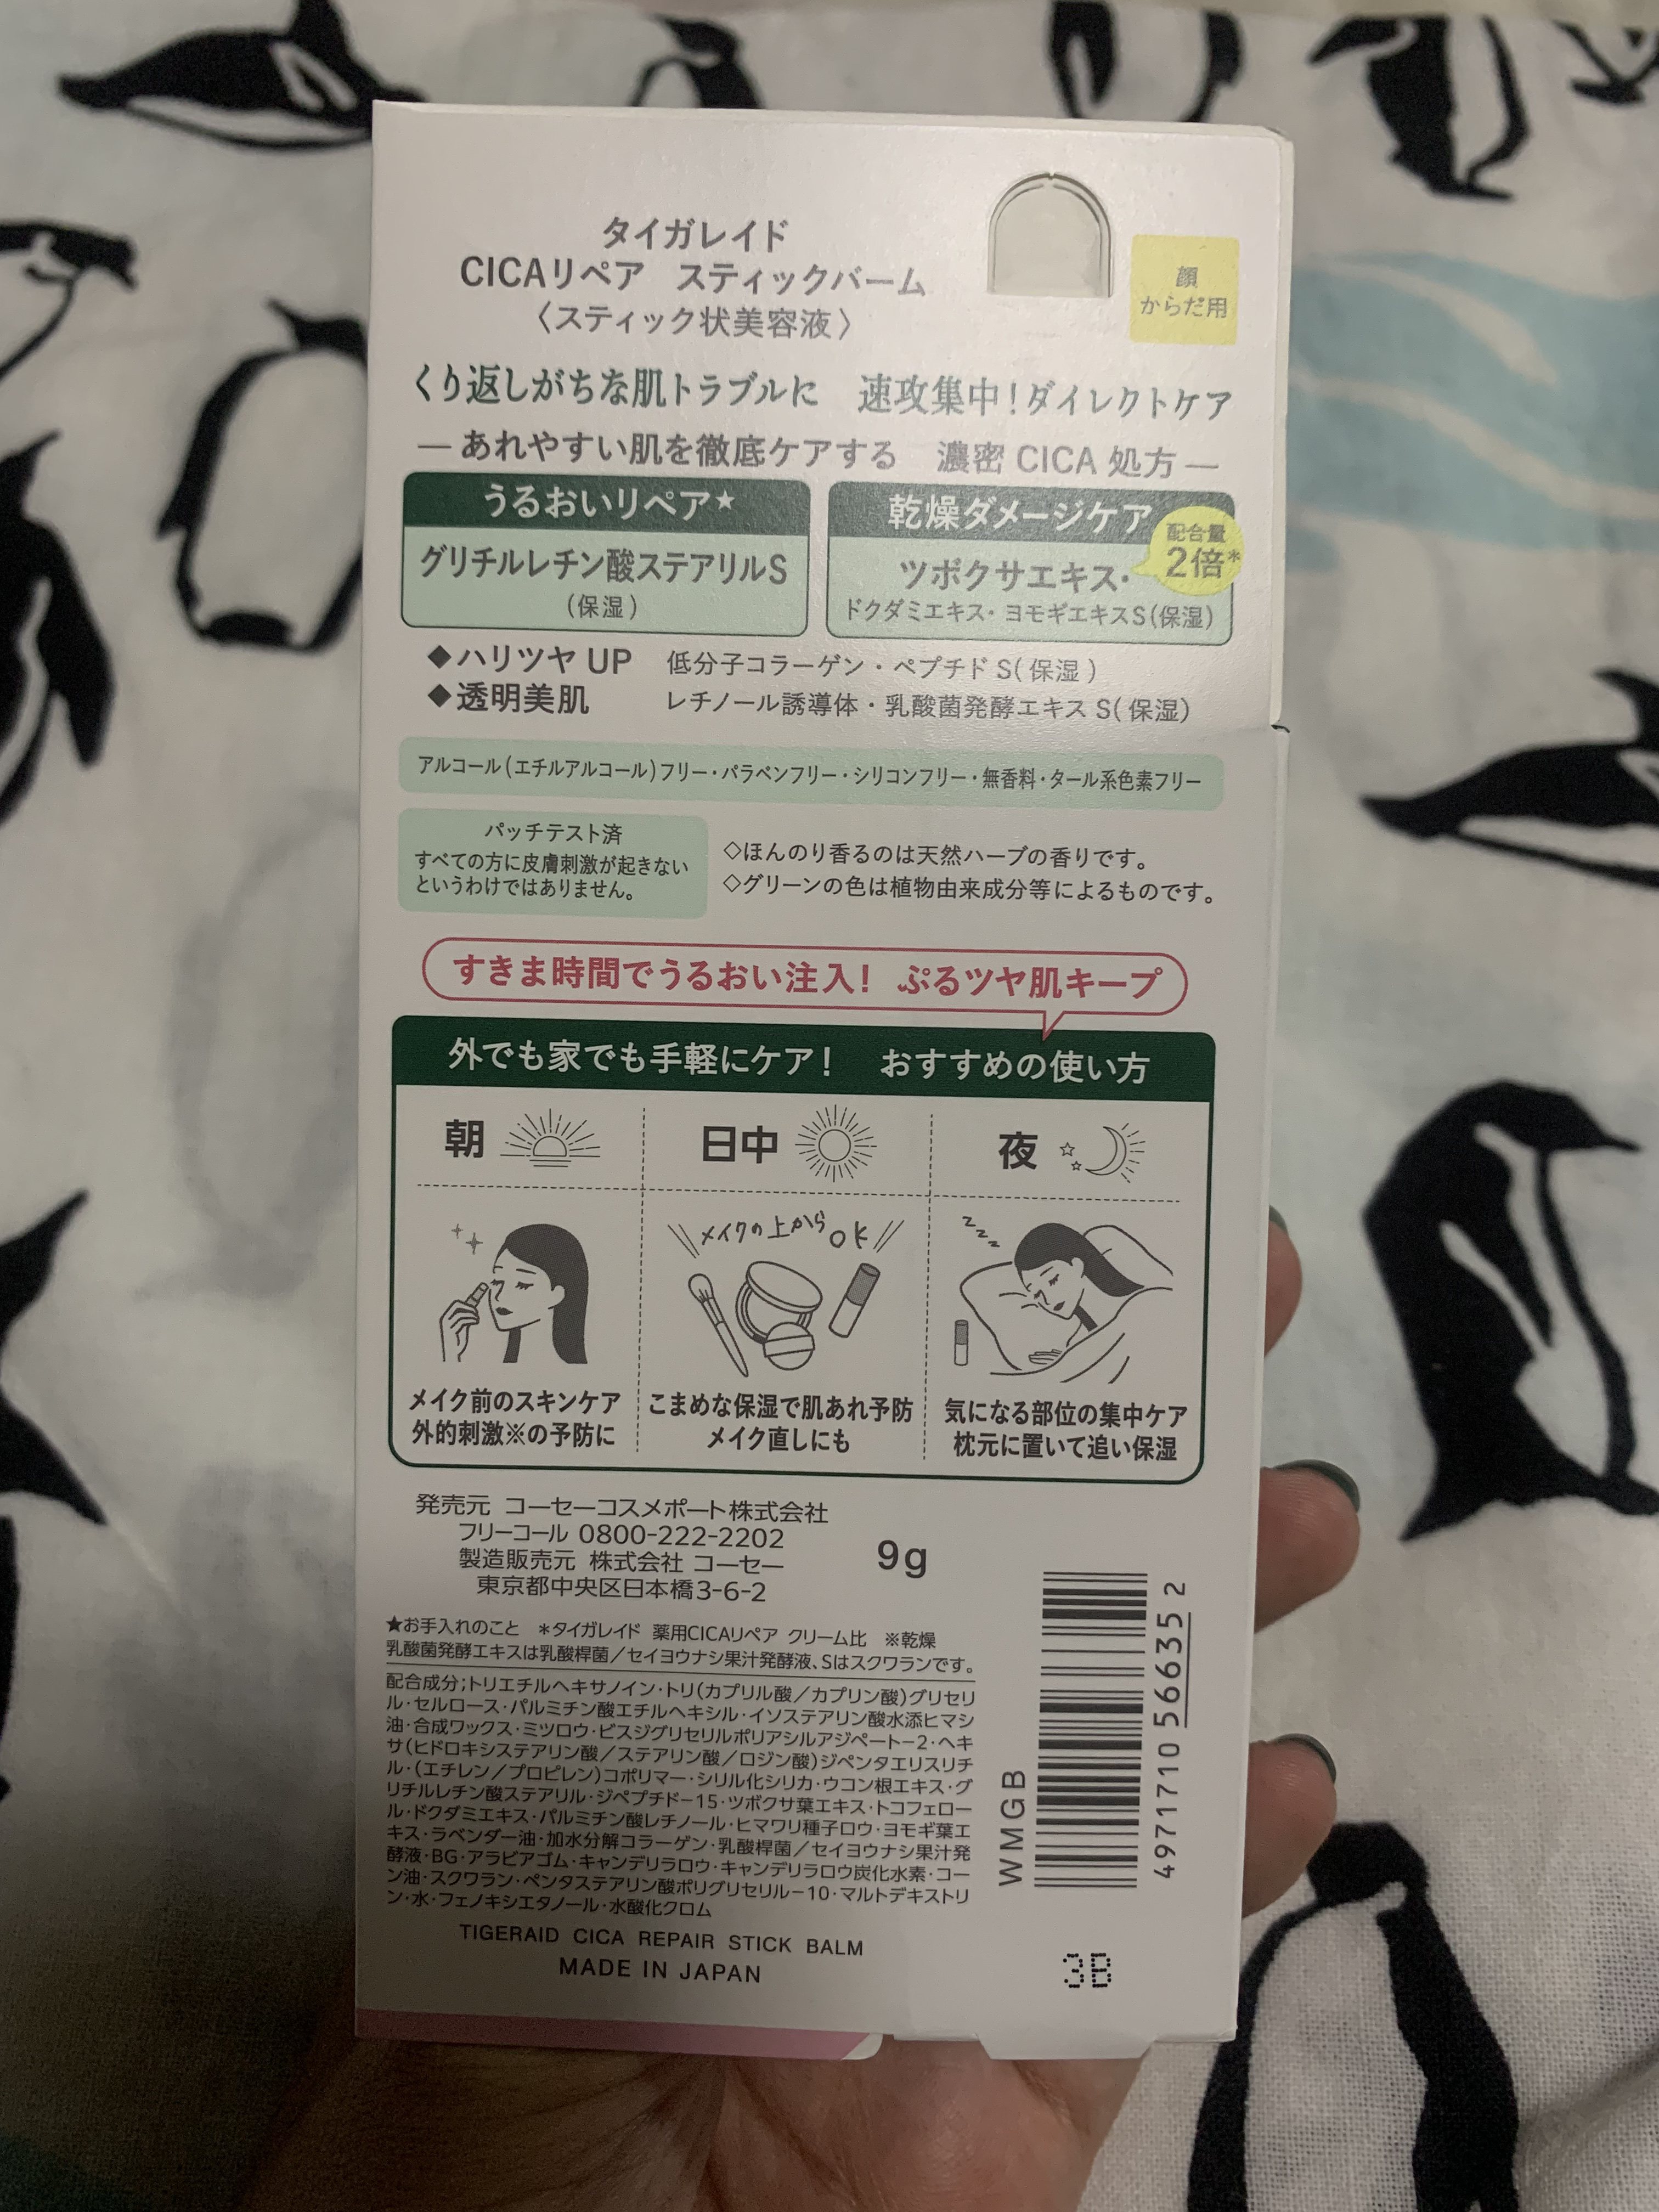 タイガレイド
CICAリペア　スティックバーム
〈スティック状美容液〉
顔
からだ用
くり返しがちな肌トラブルに　速攻集中！ダイレクトケア
― あれやすい肌を徹底ケアする　濃密 CICA 処方 ―
うるおいリペア★
グリチルレチン酸ステアリルS
(保湿)
乾燥ダメージケア
配合量
2倍*
ツボクサエキス・
ドクダミエキス・ヨモギエキスS(保湿)
◆ハリツヤ UP　低分子コラーゲン・ペプチド S(保湿)
◆透明美肌　レチノール誘導体・乳酸菌発酵エキス S(保湿)
アルコール(エチルアルコール)フリー・パラベンフリー・シリコンフリー・無香料・タール系色素フリー
パッチテスト済
すべての方に皮膚刺激が起きない
というわけではありません。
◇ほんのり香るのは天然ハーブの香りです。
◇グリーンの色は植物由来成分等によるものです。
すきま時間でうるおい注入！ ぷるツヤ肌キープ
外でも家でも手軽にケア！　おすすめの使い方
朝
メイク前のスキンケア
外的刺激※の予防に
日中
メイクの上からOK
こまめな保湿で肌あれ予防
メイク直しにも
夜
zzzz
気になる部位の集中ケア
枕元に置いて追い保湿
発売元 コーセーコスメポート株式会社
フリーコール 0800-222-2202
製造販売元 株式会社 コーセー
東京都中央区日本橋3-6-2
9g
★お手入れのこと　*タイガレイド 薬用CICAリペア クリーム比　※乾燥
乳酸菌発酵エキスは乳酸桿菌／セイヨウナシ果汁発酵液、Sはスクワランです。
配合成分;トリエチルヘキサノイン・トリ(カプリル酸／カプリン酸)グリセリ
ル・セルロース・パルミチン酸エチルヘキシル・イソステアリン酸水添ヒマシ
油・合成ワックス・ミツロウ・ビスジグリセリルポリアシルアジペート-2・ヘキ
サ(ヒドロキシステアリン酸／ステアリン酸／ロジン酸)ジペンタエリスリチ
ル・(エチレン／プロピレン)コポリマー・シリル化シリカ・ウコン根エキス・グ
リチルレチン酸ステアリル・ジペプチド-15・ツボクサ葉エキス・トコフェロー
ル・ドクダミエキス・パルミチン酸レチノール・ヒマワリ種子ロウ・ヨモギ葉エ
キス・ラベンダー油・加水分解コラーゲン・乳酸桿菌／セイヨウナシ果汁発
酵液・BG・アラビアゴム・キャンデリラロウ・キャンデリラロウ炭化水素・コー
ン油・スクワラン・ペンタステアリン酸ポリグリセリル-10・マルトデキストリ
ン・水・フェノキシエタノール・水酸化クロム
TIGERAID CICA REPAIR STICK BALM
MADE IN JAPAN
WMGB
4971710 566352
3B